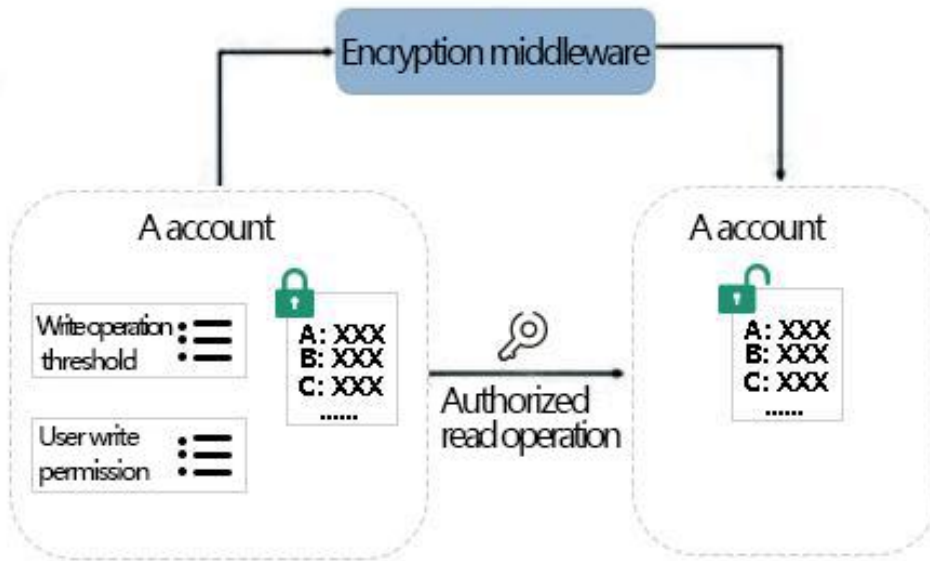 Encryption middleware
A account
Write operation
threshold
User write
permission
A: XXX
B: XXX
C: XXX
......
Authorized
read operation
A account
A: XXX
B: XXX
C: XXX
......